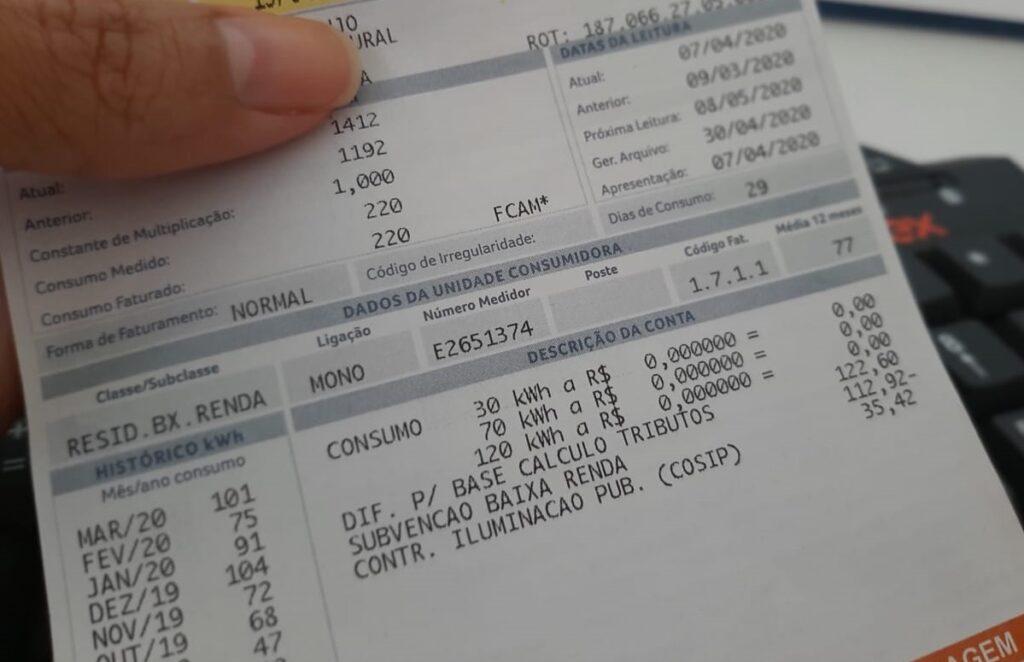 ROT: 187.066.27.05
DATAS DA LEITURA
Atual: 07/04/2020
Anterior: 09/03/2020
Próxima Leitura: 08/05/2020
Ger. Arquivo: 30/04/2020
Apresentação: 07/04/2020
Atual: 1412
Anterior: 1192
Constante de Multiplicação: 1,000
Consumo Medido: 220
Consumo Faturado: 220 FCAM*
Forma de Faturamento: NORMAL Código de Irregularidade: Dias de Consumo: 29
DADOS DA UNIDADE CONSUMIDORA
Classe/Subclasse Ligação Número Medidor Poste Código Fat. Média 12 meses
RESID.BX.RENDA MONO E2651374 1.7.1.1 77
HISTÓRICO kWh
Mês/ano consumo
MAR/20 101
FEV/20 75
JAN/20 91
DEZ/19 104
NOV/19 72
OUT/19 68
47
DESCRIÇÃO DA CONTA
CONSUMO 30 kWh a R$ 0,000000 = 0,00
70 kWh a R$ 0,000000 = 0,00
120 kWh a R$ 0,000000 = 0,00
DIF. P/ BASE CALCULO TRIBUTOS 122,60
SUBVENCAO BAIXA RENDA 112,92-
CONTR. ILUMINACAO PUB. (COSIP) 35,42